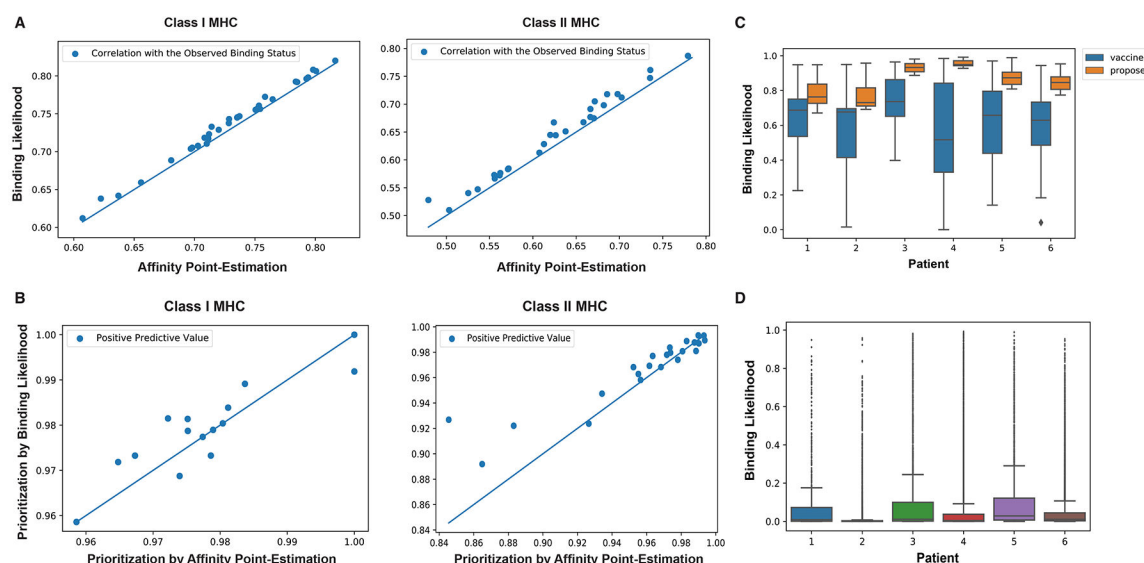 A
Class I MHC
Correlation with the Observed Binding Status
0.80
0.75
0.70
0.65
0.60
0.60 0.65 0.70 0.75 0.80
Binding Likelihood
Affinity Point-Estimation
Class II MHC
Correlation with the Observed Binding Status
0.80
0.75
0.70
0.65
0.60
0.55
0.50
0.50 0.55 0.60 0.65 0.70 0.75 0.80
Affinity Point-Estimation
C
vaccine
propose
1.0
0.8
0.6
0.4
0.2
0.0
1 2 3 4 5 6
Binding Likelihood
Patient
B
Class I MHC
Positive Predictive Value
1.00
0.99
0.98
0.97
0.96
0.96 0.97 0.98 0.99 1.00
Prioritization by Binding Likelihood
Prioritization by Affinity Point-Estimation
Class II MHC
Positive Predictive Value
1.00
0.98
0.96
0.94
0.92
0.90
0.88
0.86
0.84
0.84 0.86 0.88 0.90 0.92 0.94 0.96 0.98 1.00
Prioritization by Affinity Point-Estimation
D
1.0
0.8
0.6
0.4
0.2
0.0
1 2 3 4 5 6
Binding Likelihood
Patient